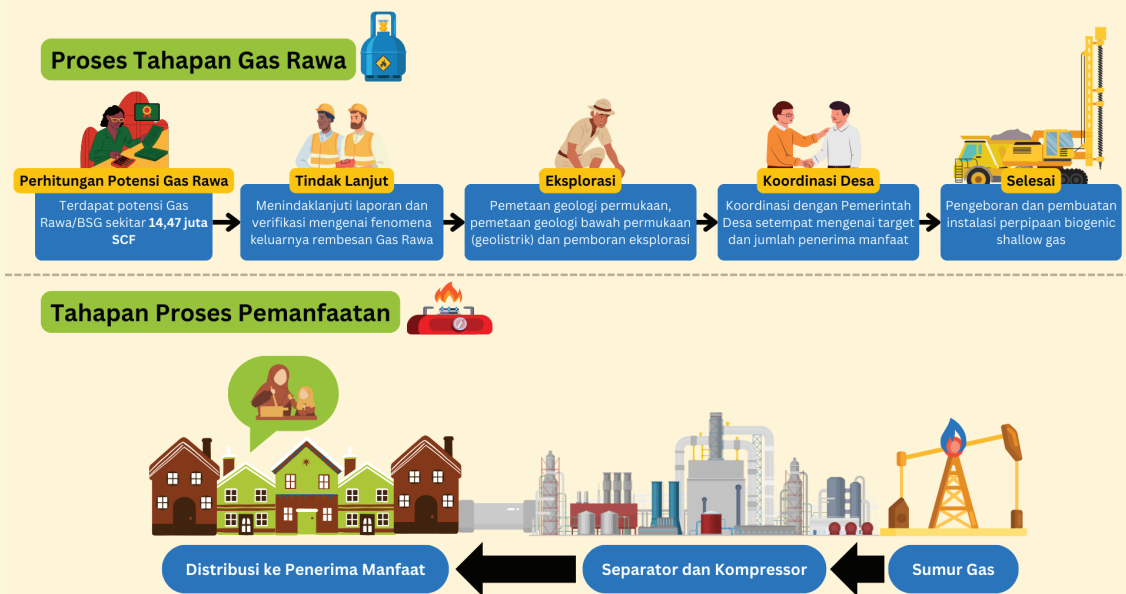 Proses Tahapan Gas Rawa
Perhitungan Potensi Gas Rawa
Terdapat potensi Gas
Rawa/BSG sekitar 14,47 juta
SCF
Tindak Lanjut
Menindaklanjuti laporan dan
verifikasi mengenai fenomena
keluarnya rembesan Gas Rawa
Eksplorasi
Pemetaan geologi permukaan,
pemetaan geologi bawah permukaan
(geolistrik) dan pemboran eksplorasi
Koordinasi Desa
Koordinasi dengan Pemerintah
Desa setempat mengenai target
dan jumlah penerima manfaat
Selesai
Pengeboran dan pembuatan
instalasi perpipaan biogenic
shallow gas
Tahapan Proses Pemanfaatan
Distribusi ke Penerima Manfaat
Separator dan Kompressor
Sumur Gas